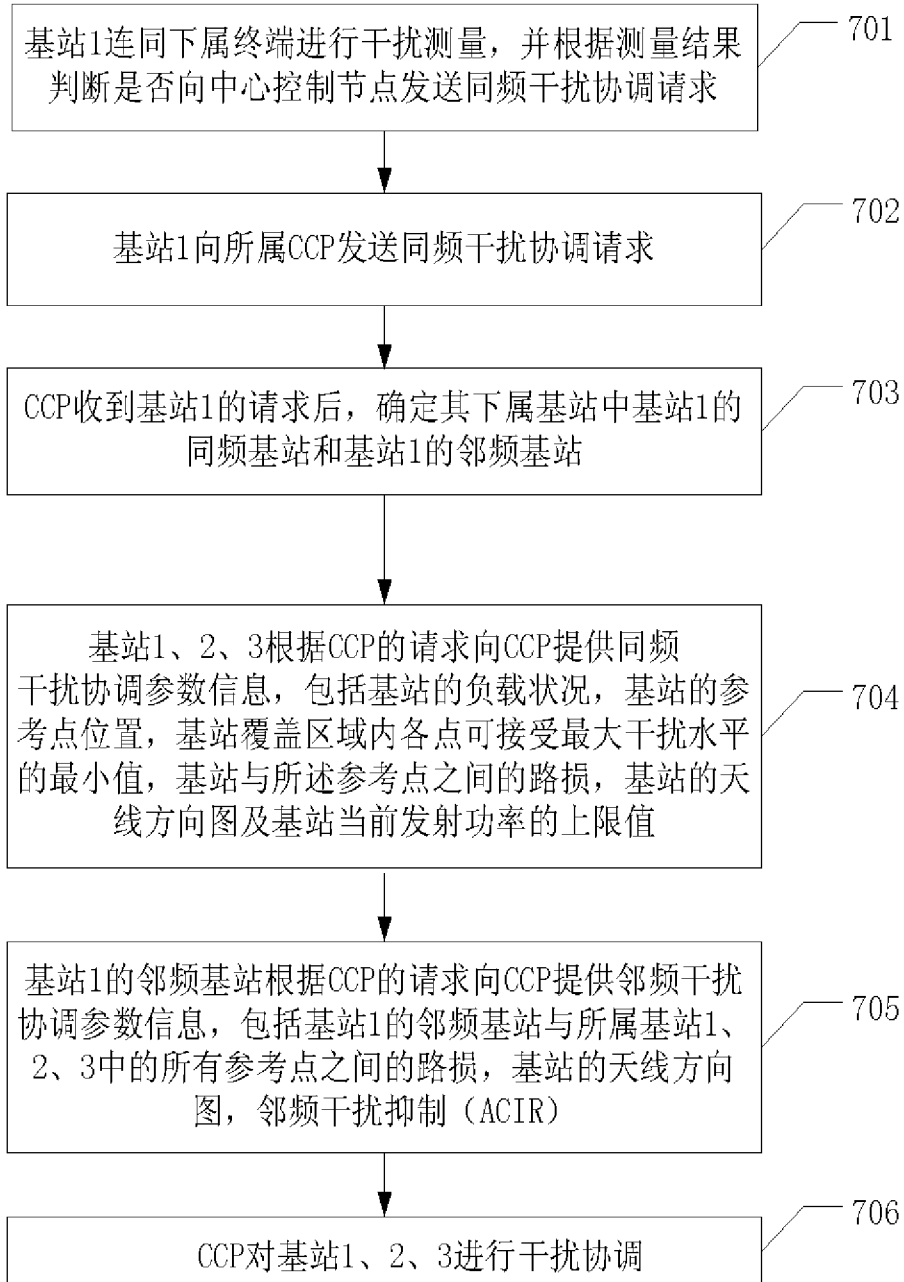 基站1连同下属终端进行干扰测量，并根据测量结果
判断是否向中心控制节点发送同频干扰协调请求
701
基站1向所属CCP发送同频干扰协调请求
702
CCP收到基站1的请求后，确定其下属基站中基站1的
同频基站和基站1的邻频基站
703
基站1、2、3根据CCP的请求向CCP提供同频
干扰协调参数信息，包括基站的负载状况，基站的参
考点位置，基站覆盖区域内各点可接受最大干扰水平
的最小值，基站与所述参考点之间的路损，基站的天
线方向图及基站当前发射功率的上限值
704
基站1的邻频基站根据CCP的请求向CCP提供邻频干扰
协调参数信息，包括基站1的邻频基站与所属基站1、
2、3中的所有参考点之间的路损，基站的天线方向
图，邻频干扰抑制（ACIR）
705
CCP对基站1、2、3进行干扰协调
706